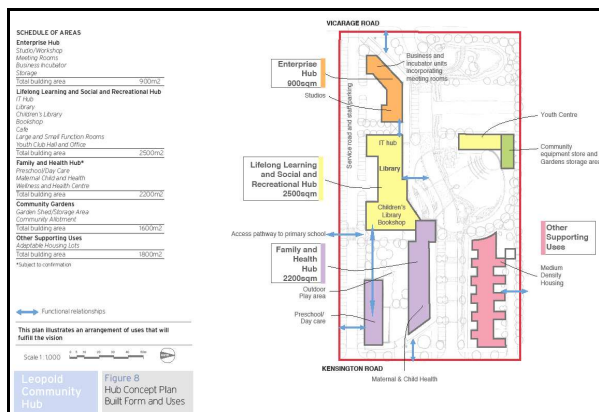 SCHEDULE OF AREAS
Enterprise Hub
Studio/Workshop
Meeting Rooms
Business Incubator
Storage
Total building area 900m2
Lifelong Learning and Social and Recreational Hub
IT Hub
Library
Children's Library
Bookshop
Cafe
Large and Small Function Rooms
Youth Club Hall and Office
Total building area 2500m2
Family and Health Hub*
Preschool/Day Care
Maternal Child and Health
Wellness and Health Centre
Total building area 2200m2
Community Gardens
Garden Shed/Storage Area
Community Allotment
Total building area 1600m2
Other Supporting Uses
Adaptable Housing Lots
Total building area 1800m2
*Subject to confirmation
Functional relationships
This plan illustrates an arrangement of uses that will
fulfill the vision
Scale 1:1000
Leopold
Community
Hub
Figure 8
Hub Concept Plan
Built Form and Uses
VICARAGE ROAD
Enterprise
Hub
900sqm
Business and
incubator units
incorporating
meeting rooms
Studios
Service road and staff parking
Youth Centre
IT hub
Community
equipment store and
Gardens storage area
Lifelong Learning
and Social and
Recreational Hub
2500sqm
Library
Children's
Library
Bookshop
Access pathway to primary school
Other
Supporting
Uses
Family and
Health
Hub
2200sqm
Medium
Density
Housing
Outdoor
Play area
Preschool/
Day care
KENSINGTON ROAD
Maternal & Child Health